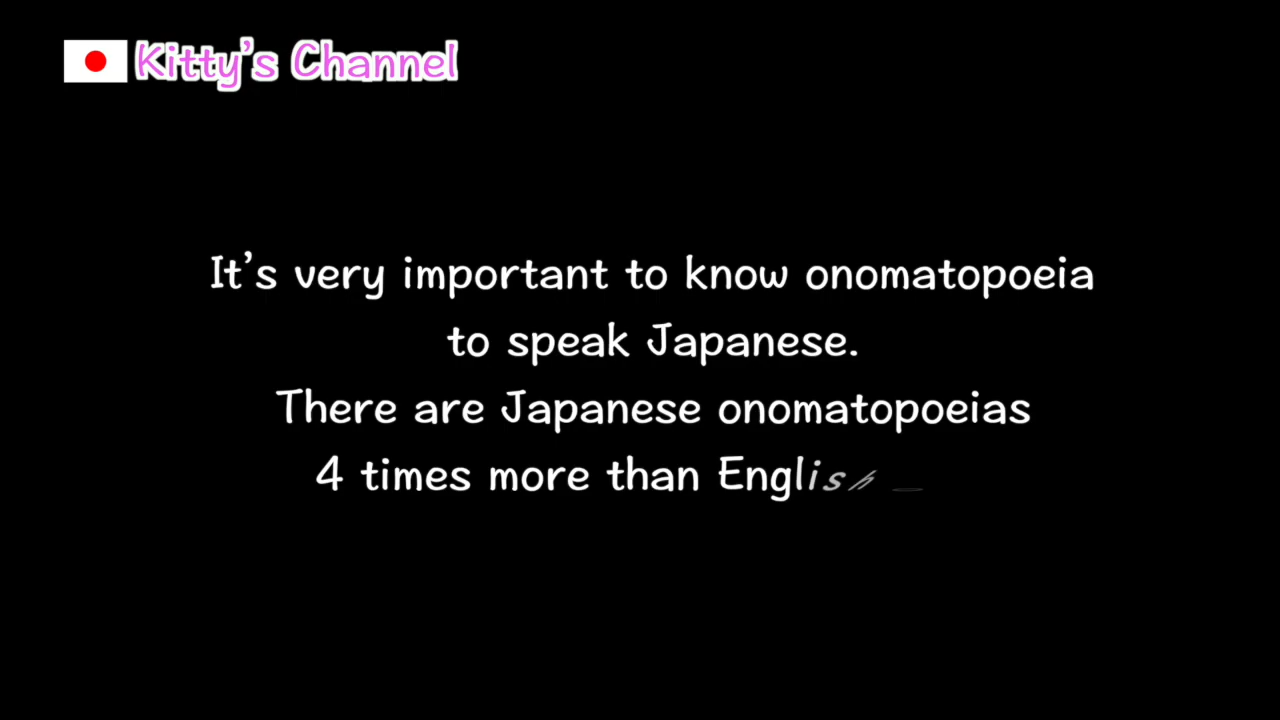 Kitty's Channel
It's very important to know onomatopoeia
to speak Japanese.
There are Japanese onomatopoeias
4 times more than English